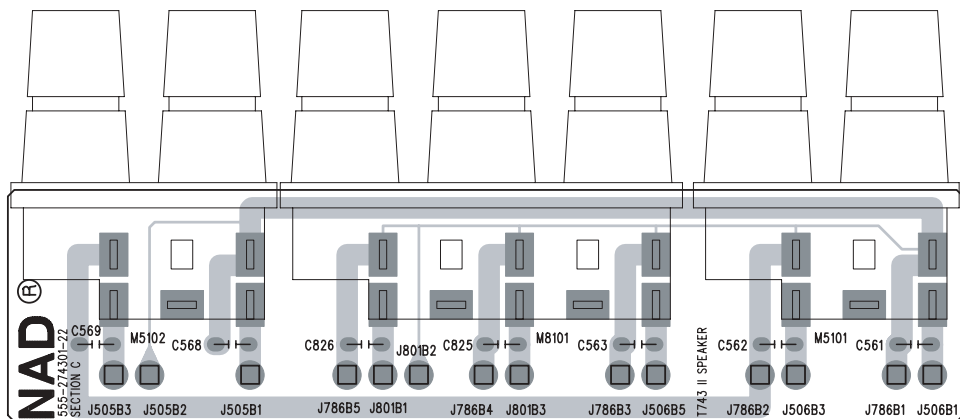 NAD ®
555-274301-22
SECTION C
C569
M5102
C568
C826
J801B2
C825
M8101
C563
T743 II SPEAKER
C562
M5101
C561
J505B3
J505B2
J505B1
J786B5
J801B1
J786B4
J801B3
J786B3
J506B5
J786B2
J506B3
J786B1
J506B1